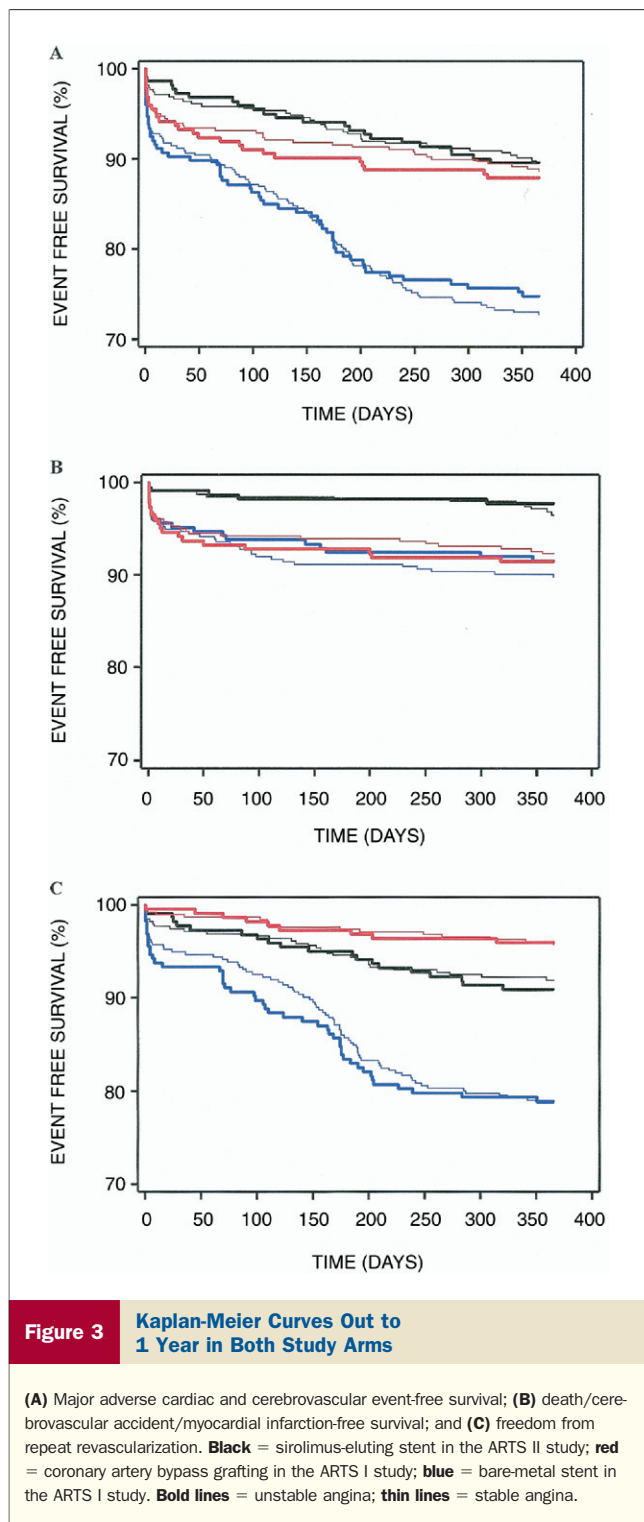 A
EVENT FREE SURVIVAL (%)
100
90
80
70
0 50 100 150 200 250 300 350 400
TIME (DAYS)
B
EVENT FREE SURVIVAL (%)
100
90
80
70
0 50 100 150 200 250 300 350 400
TIME (DAYS)
C
EVENT FREE SURVIVAL (%)
100
90
80
70
0 50 100 150 200 250 300 350 400
TIME (DAYS)
Figure 3
Kaplan-Meier Curves Out to
1 Year in Both Study Arms
(A) Major adverse cardiac and cerebrovascular event-free survival; (B) death/cere-
brovascular accident/myocardial infarction-free survival; and (C) freedom from
repeat revascularization. Black = sirolimus-eluting stent in the ARTS II study; red
= coronary artery bypass grafting in the ARTS I study; blue = bare-metal stent in
the ARTS I study. Bold lines = unstable angina; thin lines = stable angina.